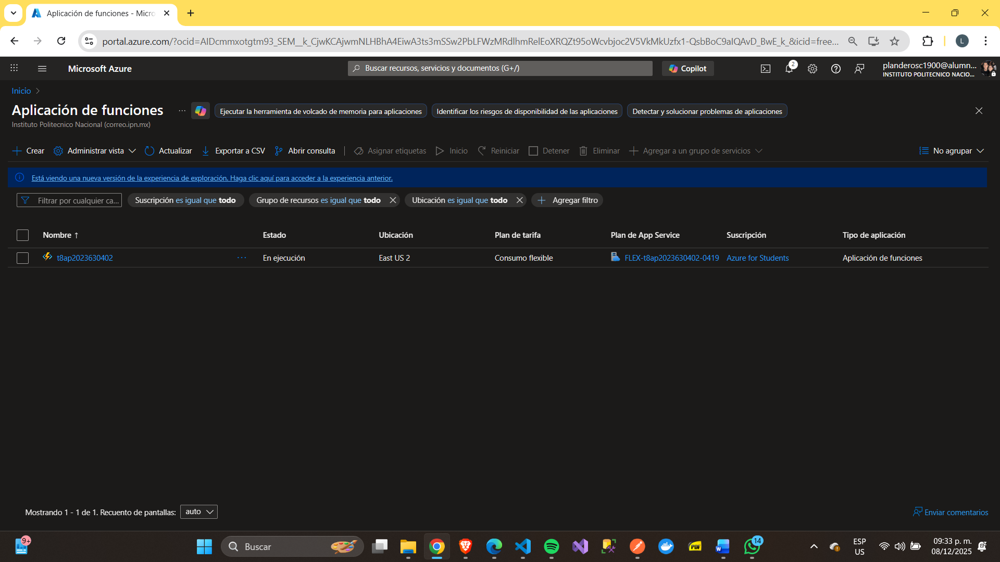 Aplicación de funciones - Micro
portal.azure.com/?ocid=AIDcmmxotgtm93_SEM__k_CjwKCAjwmNLHBhA4EiwA3ts3mSSw2PbLFWzMRdlhmRelEoXRQZt95oWcvbjoc2V5VkMkUzfx1-QsbBoC9aIQAvD_BwE_k_&icid=free...
L
Microsoft Azure
Buscar recursos, servicios y documentos (G+/)
Copilot
2
planderosc1900@alumn...
INSTITUTO POLITECNICO NACIO...
Inicio
Aplicación de funciones
Ejecutar la herramienta de volcado de memoria para aplicaciones
Identificar los riesgos de disponibilidad de las aplicaciones
Detectar y solucionar problemas de aplicaciones
Instituto Politecnico Nacional (correo.ipn.mx)
Crear
Administrar vista
Actualizar
Exportar a CSV
Abrir consulta
Asignar etiquetas
Inicio
Reiniciar
Detener
Eliminar
Agregar a un grupo de servicios
No agrupar
Está viendo una nueva versión de la experiencia de exploración. Haga clic aquí para acceder a la experiencia anterior.
Filtrar por cualquier ca...
Suscripción es igual que todo
Grupo de recursos es igual que todo
Ubicación es igual que todo
Agregar filtro
Nombre ↑
Estado
Ubicación
Plan de tarifa
Plan de App Service
Suscripción
Tipo de aplicación
t8ap2023630402
En ejecución
East US 2
Consumo flexible
FLEX-t8ap2023630402-0419
Azure for Students
Aplicación de funciones
Mostrando 1 - 1 de 1. Recuento de pantallas:
auto
Enviar comentarios
9+
Buscar
PDF
14
ESP
US
09:33 p. m.
08/12/2025